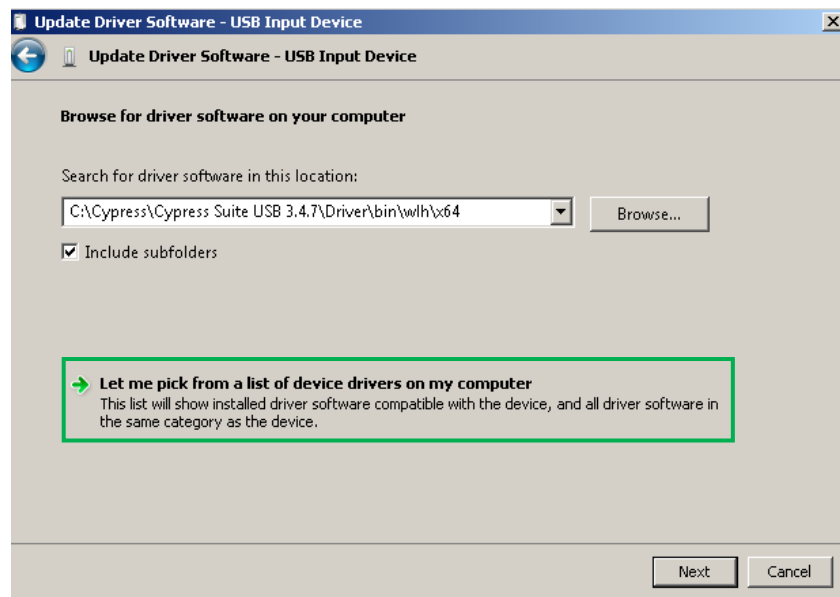 Update Driver Software - USB Input Device
Update Driver Software - USB Input Device
Browse for driver software on your computer
Search for driver software in this location:
C:\Cypress\Cypress Suite USB 3.4.7\Driver\bin\wlh\x64
Browse...
Include subfolders
Let me pick from a list of device drivers on my computer
This list will show installed driver software compatible with the device, and all driver software in
the same category as the device.
Next
Cancel